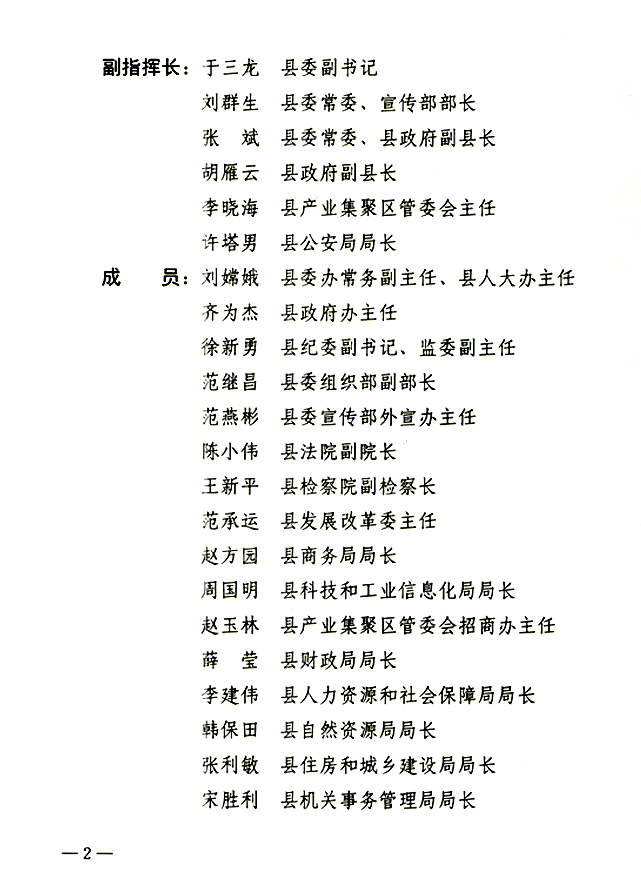 副指挥长：于三龙 县委副书记
刘群生 县委常委、宣传部部长
张 斌 县委常委、县政府副县长
胡雁云 县政府副县长
李晓海 县产业集聚区管委会主任
许塔男 县公安局局长
成 员：刘嫦娥 县委办常务副主任、县人大办主任
齐为杰 县政府办主任
徐新勇 县纪委副书记、监委副主任
范继昌 县委组织部副部长
范燕彬 县委宣传部外宣办主任
陈小伟 县法院副院长
王新平 县检察院副检察长
范承运 县发展改革委主任
赵方园 县商务局局长
周国明 县科技和工业信息化局局长
赵玉林 县产业集聚区管委会招商办主任
薛 莹 县财政局局长
李建伟 县人力资源和社会保障局局长
韩保田 县自然资源局局长
张利敏 县住房和城乡建设局局长
宋胜利 县机关事务管理局局长
— 2 —